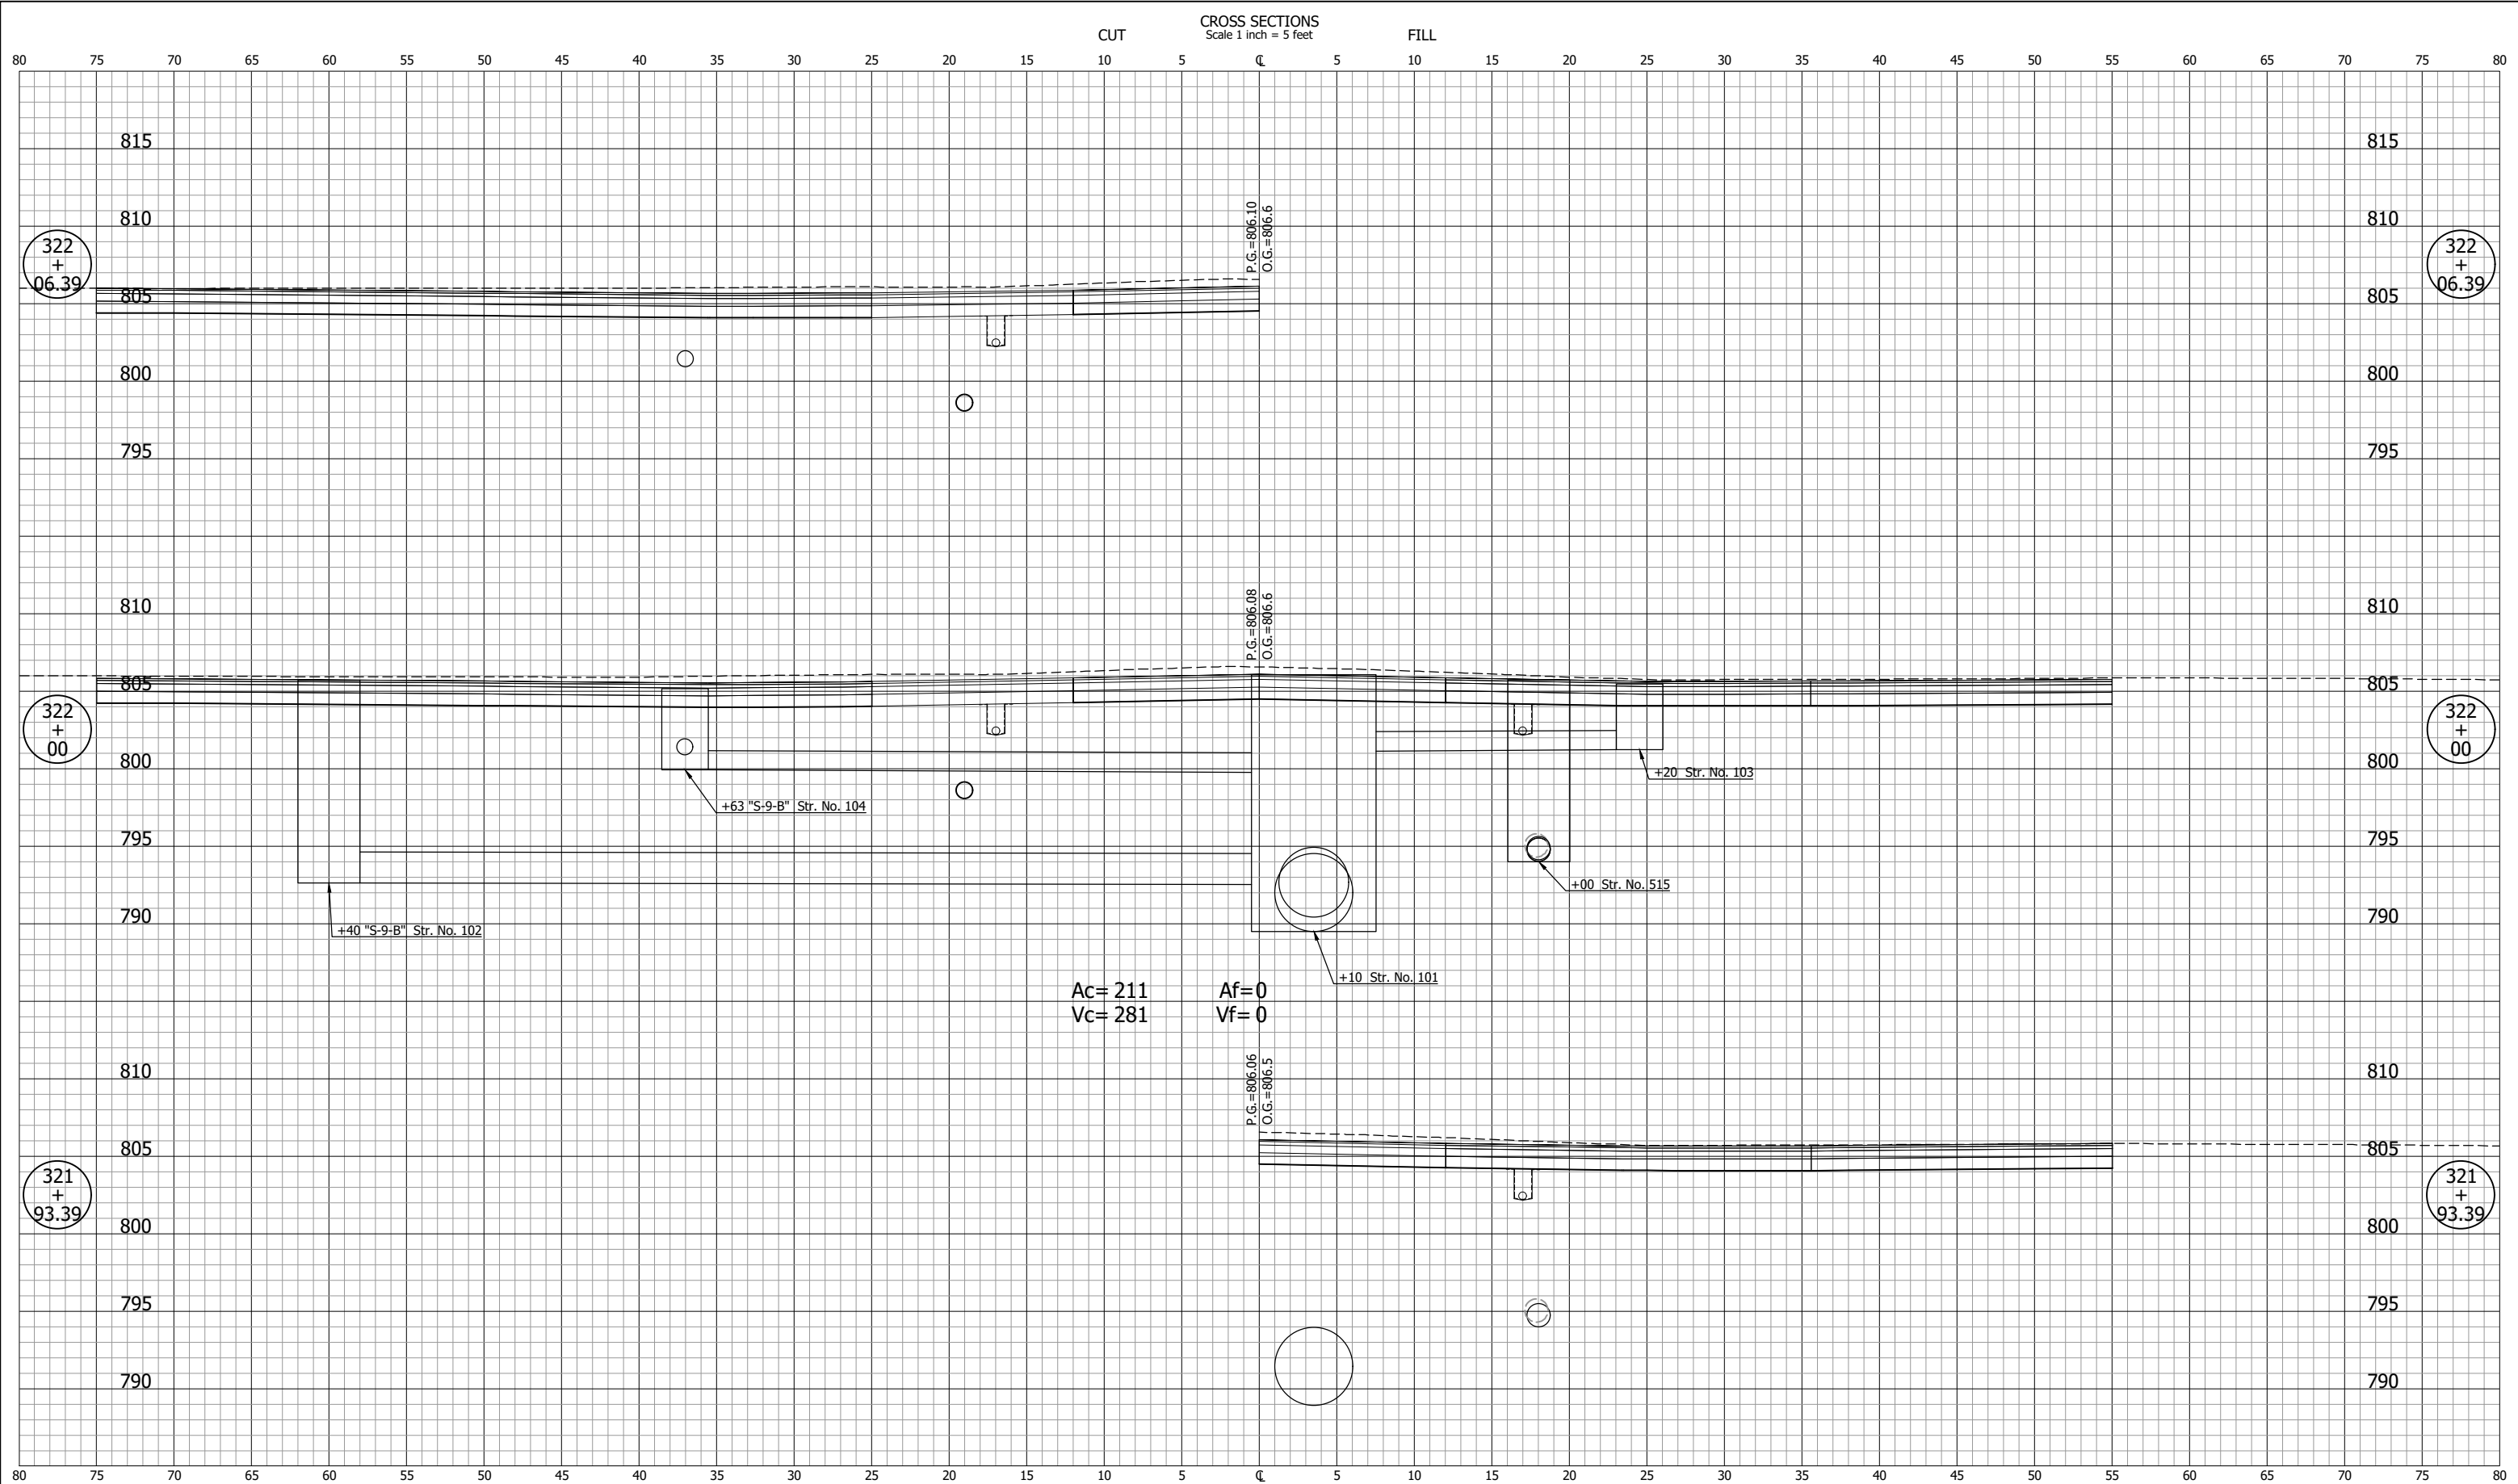 CROSS SECTIONS
CUT Scale 1 inch = 5 feet FILL
80 75 70 65 60 55 50 45 40 35 30 25 20 15 10 5 ℄ 5 10 15 20 25 30 35 40 45 50 55 60 65 70 75 80
815 815
810 810
P.G.=806.10
O.G.=806.6
322
+
06.39
322
+
06.39
805 805
800 800
795 795
810 810
P.G.=806.08
O.G.=806.6
805 805
322
+
00
322
+
00
800 800
+20 Str. No. 103
+63 "S-9-B" Str. No. 104
795 795
+00 Str. No. 515
790 790
+40 "S-9-B" Str. No. 102
+10 Str. No. 101
Ac= 211 Af=0
Vc= 281 Vf= 0
810 810
P.G.=806.06
O.G.=806.5
805 805
321
+
93.39
321
+
93.39
800 800
795 795
790 790
80 75 70 65 60 55 50 45 40 35 30 25 20 15 10 5 ℄ 5 10 15 20 25 30 35 40 45 50 55 60 65 70 75 80